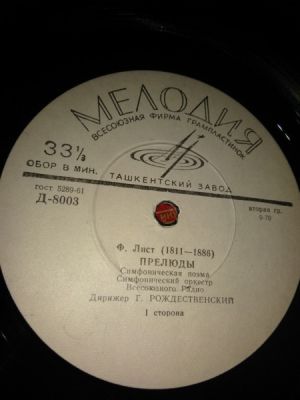 МЕЛОДИЯ
ВСЕСОЮЗНАЯ ФИРМА ГРАМПЛАСТИНОК
33⅓
ОБОР В МИН.
ТАШКЕНТСКИЙ ЗАВОД
гост 5289-61
Д-8003
вторая гр.
Ф. Лист (1811—1886)
ПРЕЛЮДЫ
Симфоническая поэма
Симфонический оркестр
Всесоюзного Радио
Дирижер Г. РОЖДЕСТВЕНСКИЙ
1 сторона